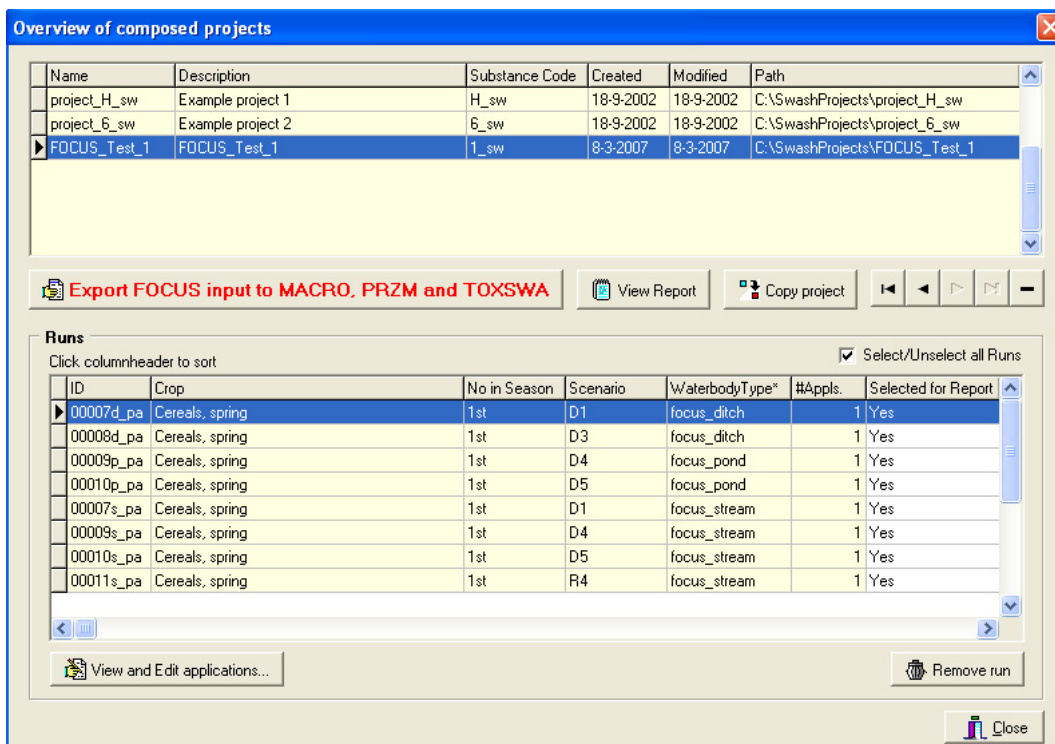 Overview of composed projects
Name Description Substance Code Created Modified Path
project_H_sw Example project 1 H_sw 18-9-2002 18-9-2002 C:\SwashProjects\project_H_sw
project_6_sw Example project 2 6_sw 18-9-2002 18-9-2002 C:\SwashProjects\project_6_sw
FOCUS_Test_1 FOCUS_Test_1 1_sw 8-3-2007 8-3-2007 C:\SwashProjects\FOCUS_Test_1
Export FOCUS input to MACRO, PRZM and TOXSWA View Report Copy project
Runs
Click columnheader to sort Select/Unselect all Runs
ID Crop No in Season Scenario WaterbodyType* #Appls. Selected for Report
00007d_pa Cereals, spring 1st D1 focus_ditch 1 Yes
00008d_pa Cereals, spring 1st D3 focus_ditch 1 Yes
00009p_pa Cereals, spring 1st D4 focus_pond 1 Yes
00010p_pa Cereals, spring 1st D5 focus_pond 1 Yes
00007s_pa Cereals, spring 1st D1 focus_stream 1 Yes
00009s_pa Cereals, spring 1st D4 focus_stream 1 Yes
00010s_pa Cereals, spring 1st D5 focus_stream 1 Yes
00011s_pa Cereals, spring 1st R4 focus_stream 1 Yes
View and Edit applications... Remove run
Close